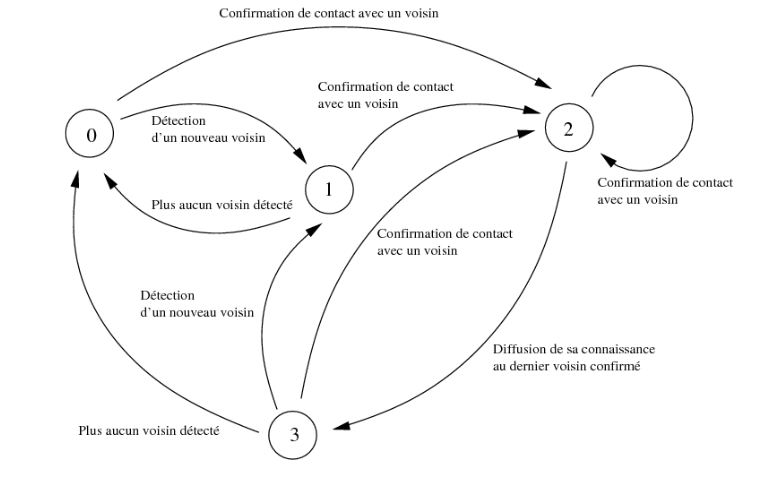 Confirmation de contact avec un voisin
Confirmation de contact
avec un voisin
0
Détection
d'un nouveau voisin
2
1
Confirmation de contact
avec un voisin
Plus aucun voisin détecté
Confirmation de contact
avec un voisin
Détection
d'un nouveau voisin
Diffusion de sa connaissance
au dernier voisin confirmé
Plus aucun voisin détecté
3